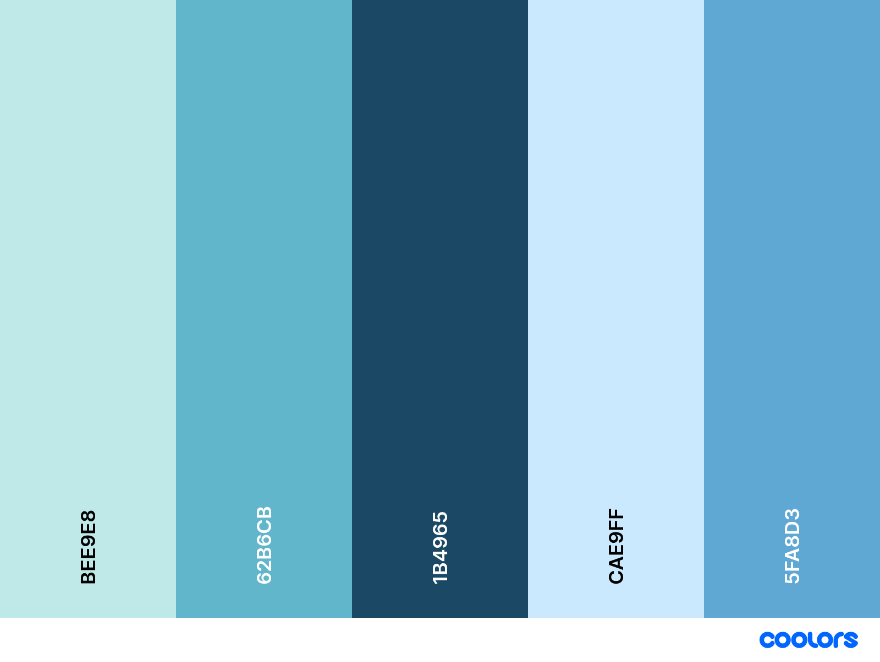 BEE9E8
62B6CB
1B4965
CAE9FF
5FA8D3
coolors